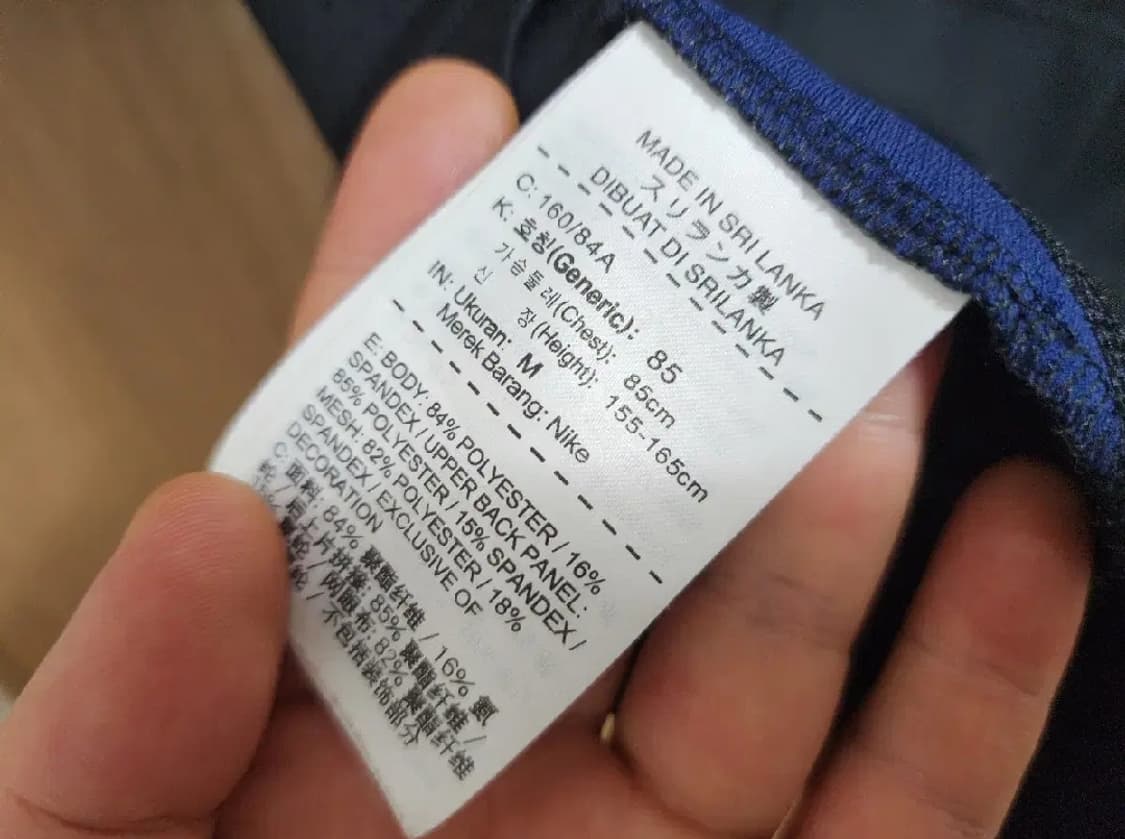 MADE IN SRI LANKA
スリランカ製
DIBUAT DI SRILANKA
C: 160/84A
K: 호칭(Generic): 85
가슴둘레(Chest): 85cm
신 장(Height): 155-165cm
IN: Ukuran: M
Merek Barang: Nike
E: BODY: 84% POLYESTER / 16%
SPANDEX / UPPER BACK PANEL:
85% POLYESTER / 15% SPANDEX /
MESH: 82% POLYESTER / 18%
SPANDEX / EXCLUSIVE OF
DECORATION
C: 面料: 84% 聚酯纤维 / 16% 氨
纶 / 后上片拼接: 85% 聚酯纤维 /
氨纶 / 网眼布: 82% 聚酯纤维
/ 不包括装饰部分